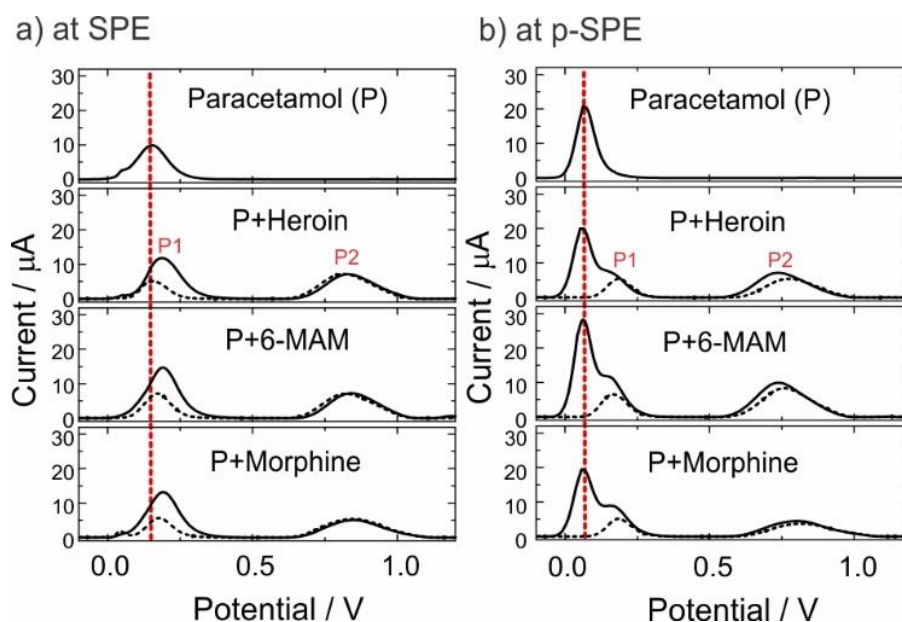 a) at SPE
30
20
10
0
Paracetamol (P)
30
20
10
0
P+Heroin
P1
P2
30
20
10
0
P+6-MAM
30
20
10
0
P+Morphine
0.0 0.5 1.0
Current / μA
Potential / V
b) at p-SPE
30
20
10
0
Paracetamol (P)
30
20
10
0
P+Heroin
P1
P2
30
20
10
0
P+6-MAM
30
20
10
0
P+Morphine
0.0 0.5 1.0
Current / μA
Potential / V